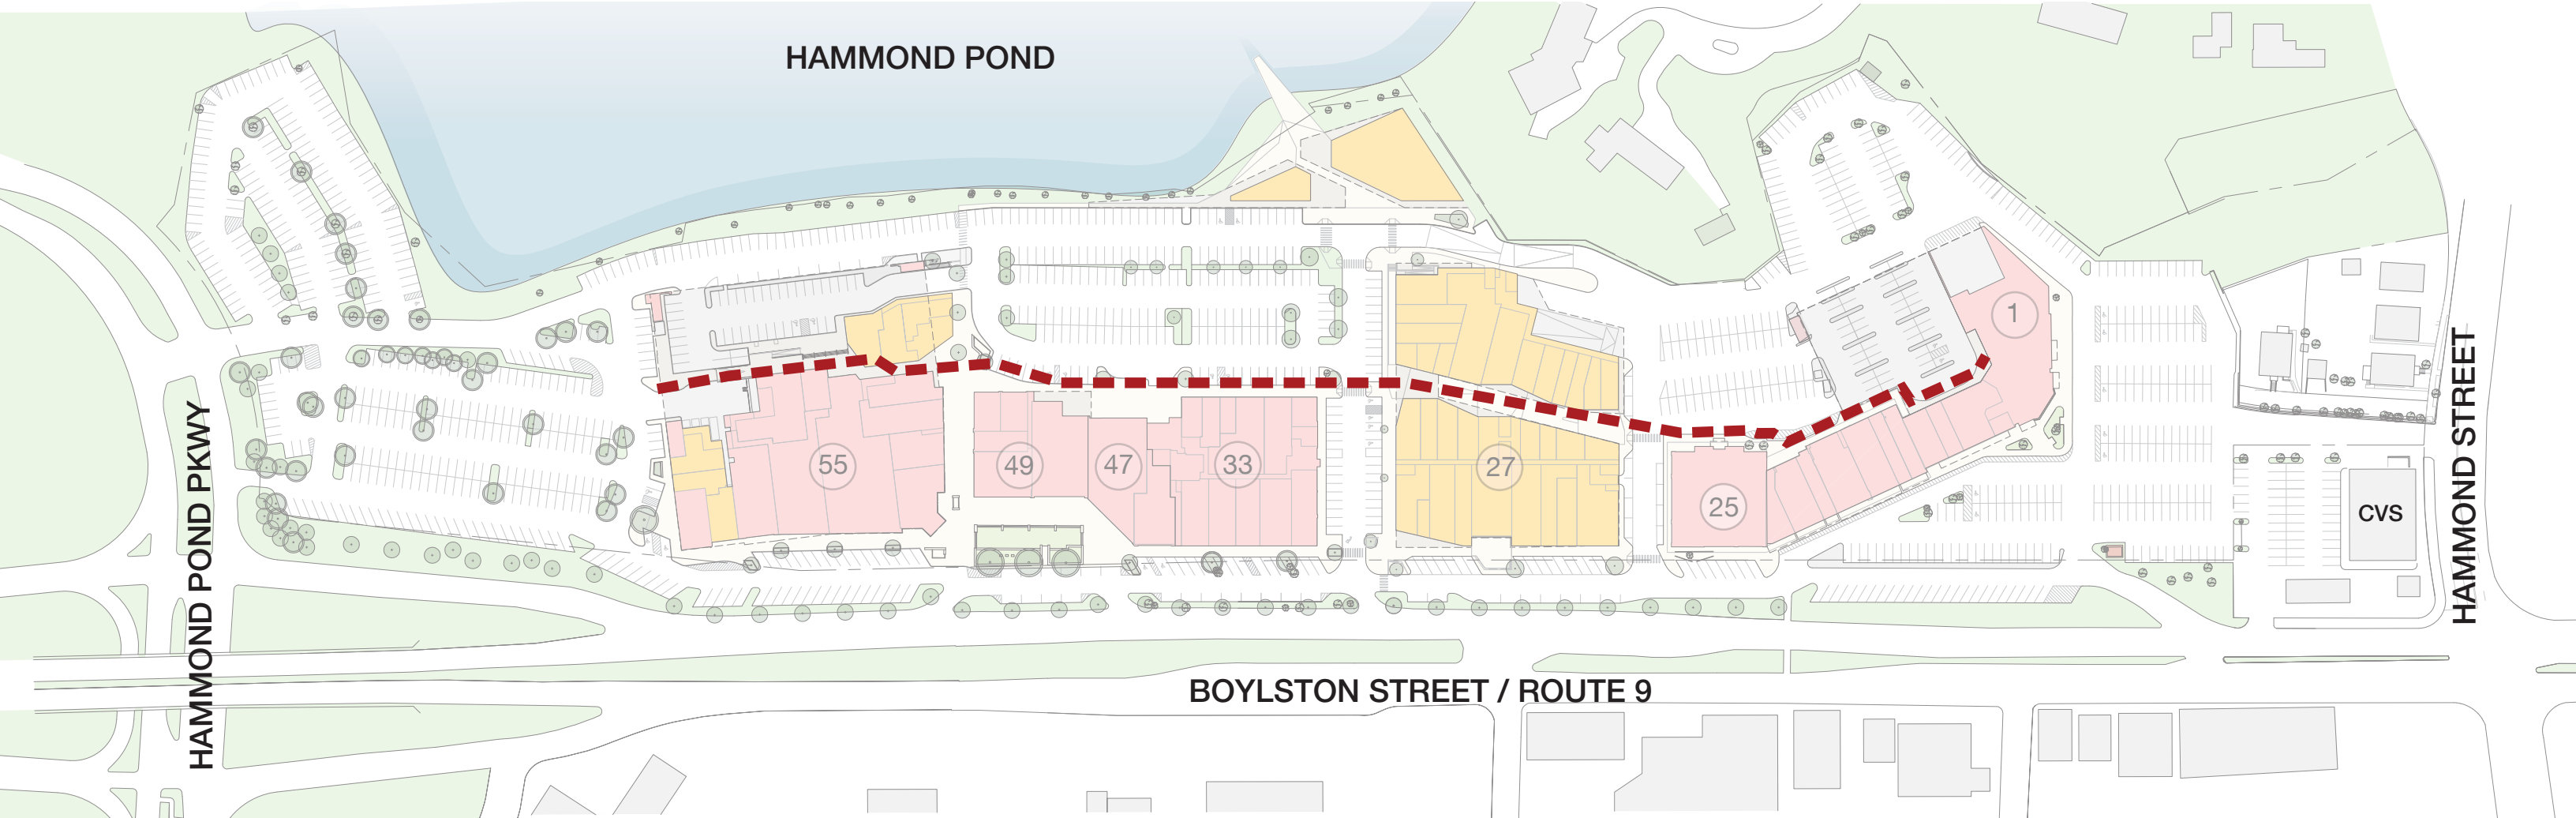 HAMMOND POND
1
55
49
47
33
27
25
CVS
HAMMOND POND PKWY
HAMMOND STREET
BOYLSTON STREET / ROUTE 9